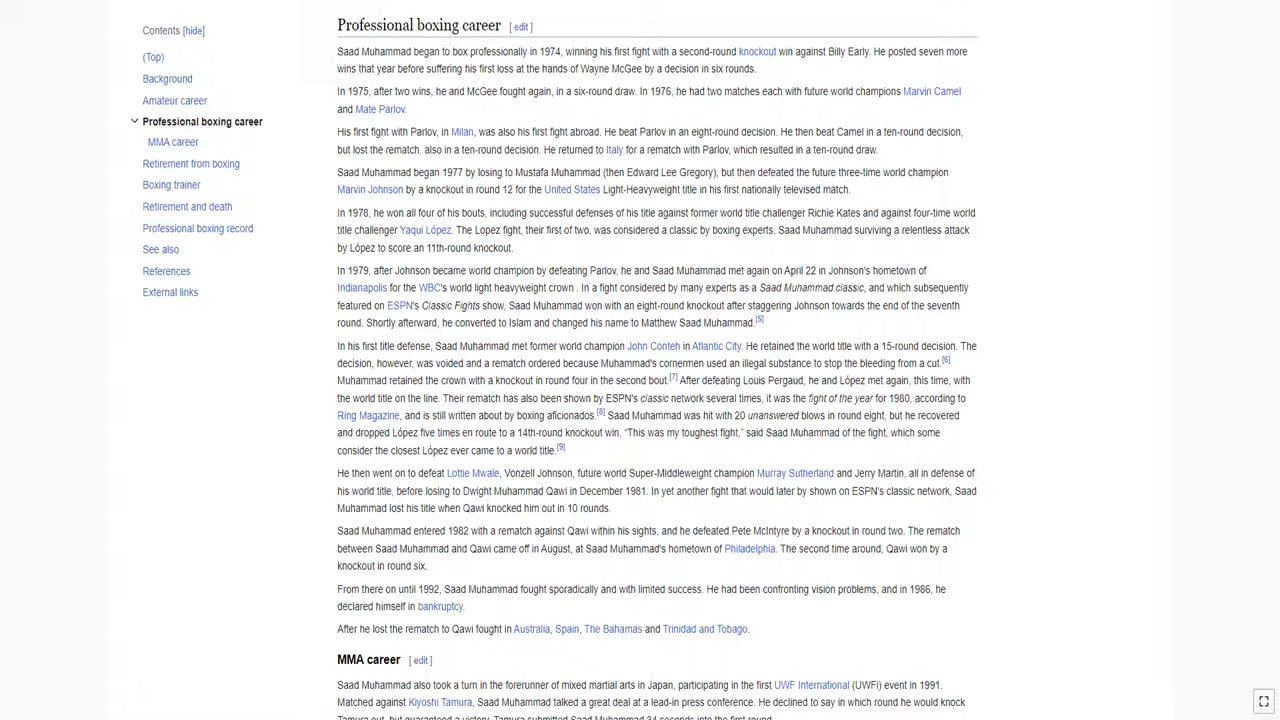 Contents [hide]
(Top)
Background
Amateur career
Professional boxing career
MMA career
Retirement from boxing
Boxing trainer
Retirement and death
Professional boxing record
See also
References
External links
Professional boxing career [ edit ]
Saad Muhammad began to box professionally in 1974, winning his first fight with a second-round knockout win against Billy Early. He posted seven more
wins that year before suffering his first loss at the hands of Wayne McGee by a decision in six rounds.
In 1975, after two wins, he and McGee fought again, in a six-round draw. In 1976, he had two matches each with future world champions Marvin Camel
and Mate Parlov.
His first fight with Parlov, in Milan, was also his first fight abroad. He beat Parlov in an eight-round decision. He then beat Camel in a ten-round decision,
but lost the rematch, also in a ten-round decision. He returned to Italy for a rematch with Parlov, which resulted in a ten-round draw.
Saad Muhammad began 1977 by losing to Mustafa Muhammad (then Edward Lee Gregory), but then defeated the future three-time world champion
Marvin Johnson by a knockout in round 12 for the United States Light-Heavyweight title in his first nationally televised match.
In 1978, he won all four of his bouts, including successful defenses of his title against former world title challenger Richie Kates and against four-time world
title challenger Yaqui López. The Lopez fight, their first of two, was considered a classic by boxing experts. Saad Muhammad surviving a relentless attack
by López to score an 11th-round knockout.
In 1979, after Johnson became world champion by defeating Parlov, he and Saad Muhammad met again on April 22 in Johnson's hometown of
Indianapolis for the WBC's world light heavyweight crown . In a fight considered by many experts as a Saad Muhammad classic, and which subsequently
featured on ESPN's Classic Fights show, Saad Muhammad won with an eight-round knockout after staggering Johnson towards the end of the seventh
round. Shortly afterward, he converted to Islam and changed his name to Matthew Saad Muhammad.[5]
In his first title defense, Saad Muhammad met former world champion John Conteh in Atlantic City. He retained the world title with a 15-round decision. The
decision, however, was voided and a rematch ordered because Muhammad's cornermen used an illegal substance to stop the bleeding from a cut.[6]
Muhammad retained the crown with a knockout in round four in the second bout.[7] After defeating Louis Pergaud, he and López met again, this time, with
the world title on the line. Their rematch has also been shown by ESPN's classic network several times, it was the fight of the year for 1980, according to
Ring Magazine, and is still written about by boxing aficionados.[8] Saad Muhammad was hit with 20 unanswered blows in round eight, but he recovered
and dropped López five times en route to a 14th-round knockout win. “This was my toughest fight,” said Saad Muhammad of the fight, which some
consider the closest López ever came to a world title.[9]
He then went on to defeat Lottie Mwale, Vonzell Johnson, future world Super-Middleweight champion Murray Sutherland and Jerry Martin, all in defense of
his world title, before losing to Dwight Muhammad Qawi in December 1981. In yet another fight that would later by shown on ESPN's classic network, Saad
Muhammad lost his title when Qawi knocked him out in 10 rounds.
Saad Muhammad entered 1982 with a rematch against Qawi within his sights, and he defeated Pete McIntyre by a knockout in round two. The rematch
between Saad Muhammad and Qawi came off in August, at Saad Muhammad's hometown of Philadelphia. The second time around, Qawi won by a
knockout in round six.
From there on until 1992, Saad Muhammad fought sporadically and with limited success. He had been confronting vision problems, and in 1986, he
declared himself in bankruptcy.
After he lost the rematch to Qawi fought in Australia, Spain, The Bahamas and Trinidad and Tobago.
MMA career [ edit ]
Saad Muhammad also took a turn in the forerunner of mixed martial arts in Japan, participating in the first UWF International (UWFi) event in 1991.
Matched against Kiyoshi Tamura, Saad Muhammad talked a great deal at a lead-in press conference. He declined to say in which round he would knock
Tamura out, but guaranteed a victory. Tamura submitted Saad Muhammad 34 seconds into the first round.